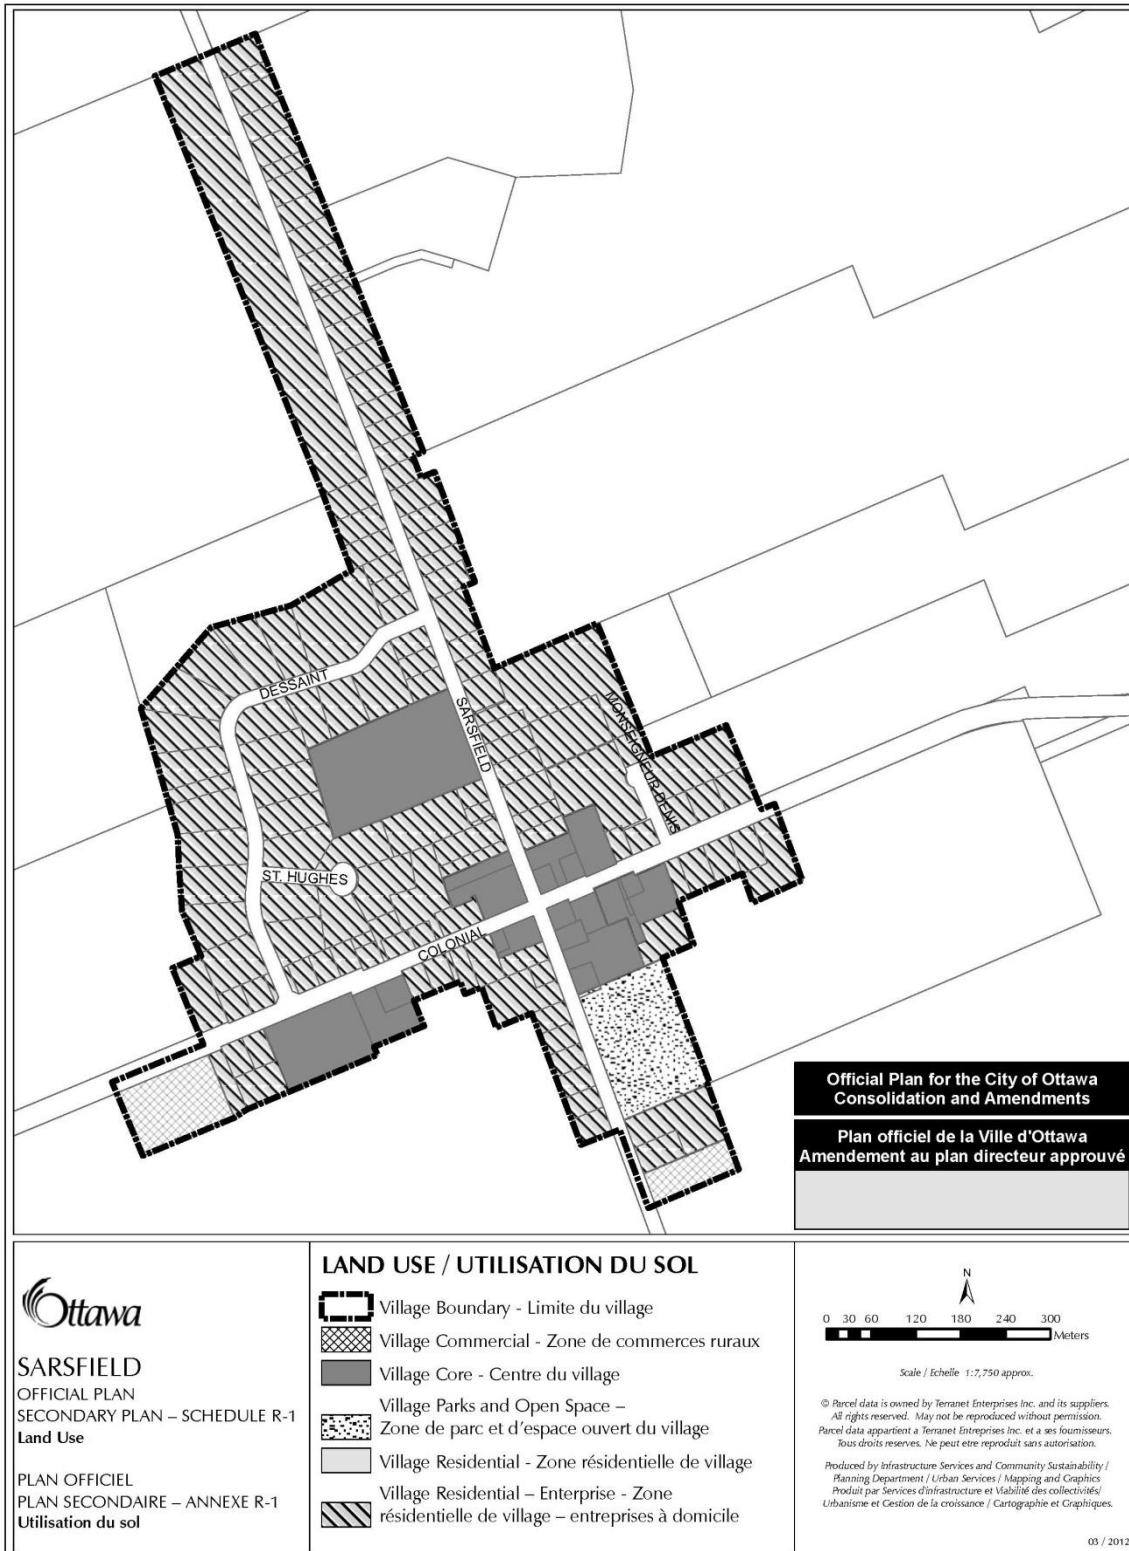 DESSAINT
SARSFIELD
MONSEIGNEUR DENIS
ST. HUGHES
COLONIAL
Official Plan for the City of Ottawa
Consolidation and Amendments
Plan officiel de la Ville d'Ottawa
Amendement au plan directeur approuvé
Ottawa
SARSFIELD
OFFICIAL PLAN
SECONDARY PLAN – SCHEDULE R-1
Land Use
PLAN OFFICIEL
PLAN SECONDAIRE – ANNEXE R-1
Utilisation du sol
LAND USE / UTILISATION DU SOL
Village Boundary - Limite du village
Village Commercial - Zone de commerces ruraux
Village Core - Centre du village
Village Parks and Open Space –
Zone de parc et d'espace ouvert du village
Village Residential - Zone résidentielle de village
Village Residential – Enterprise - Zone
résidentielle de village – entreprises à domicile
N
0 30 60 120 180 240 300
Meters
Scale / Echelle 1:7,750 approx.
© Parcel data is owned by Terranet Enterprises Inc. and its suppliers.
All rights reserved. May not be reproduced without permission.
Parcel data appartient a Terranet Entreprises Inc. et a ses fournisseurs.
Tous droits reserves. Ne peut etre reproduit sans autorisation.
Produced by Infrastructure Services and Community Sustainability /
Planning Department / Urban Services / Mapping and Graphics
Produit par Services d'infrastructure et Viabilité des collectivités/
Urbanisme et Gestion de la croissance / Cartographie et Graphiques.
03 / 2012